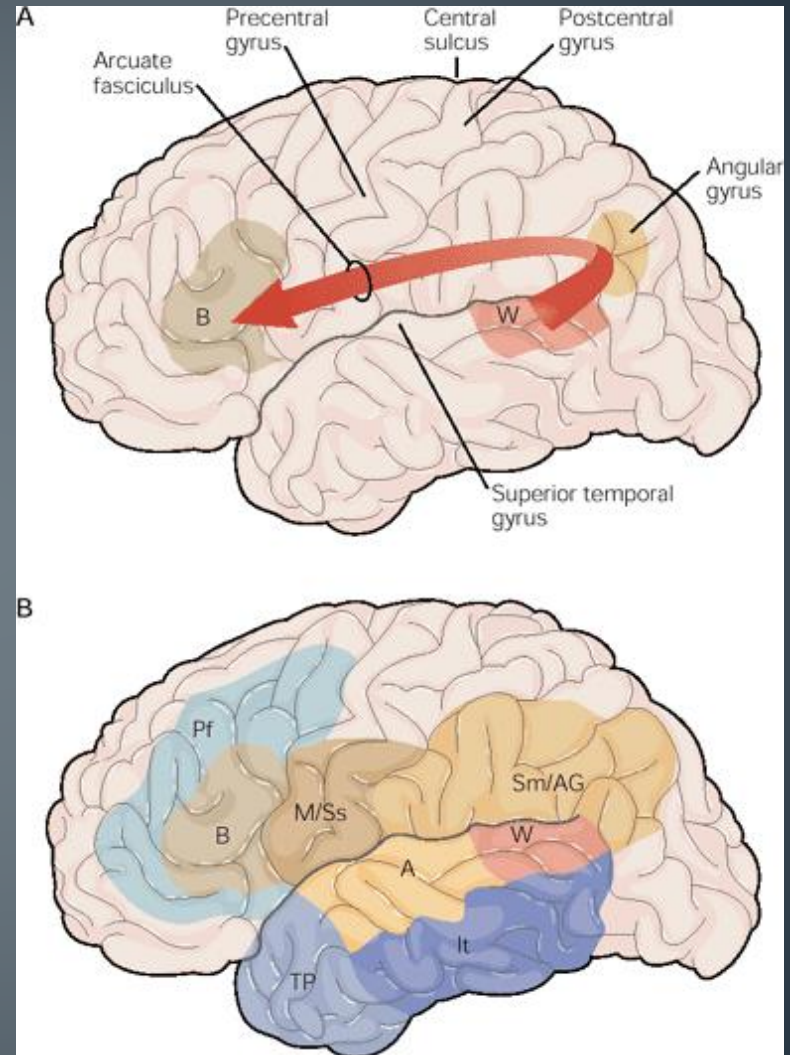 A
Precentral
gyrus
Central
sulcus
Postcentral
gyrus
Arcuate
fasciculus
Angular
gyrus
B
W
Superior temporal
gyrus
B
Pf
Sm/AG
M/Ss
B
W
A
It
TP